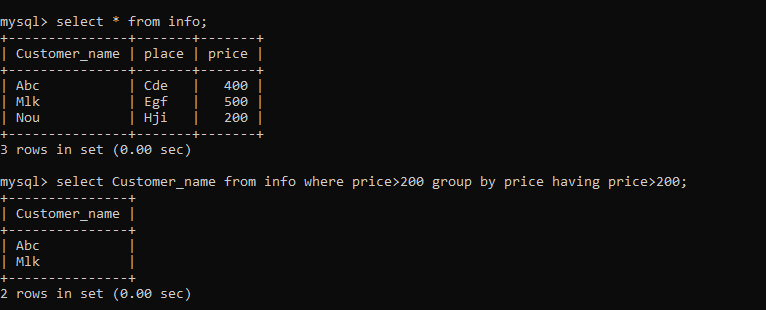 mysql> select * from info;
+---------------+-------+-------+
| Customer_name | place | price |
+---------------+-------+-------+
| Abc           | Cde   |   400 |
| Mlk           | Egf   |   500 |
| Nou           | Hji   |   200 |
+---------------+-------+-------+
3 rows in set (0.00 sec)
mysql> select Customer_name from info where price>200 group by price having price>200;
+---------------+
| Customer_name |
+---------------+
| Abc           |
| Mlk           |
+---------------+
2 rows in set (0.00 sec)